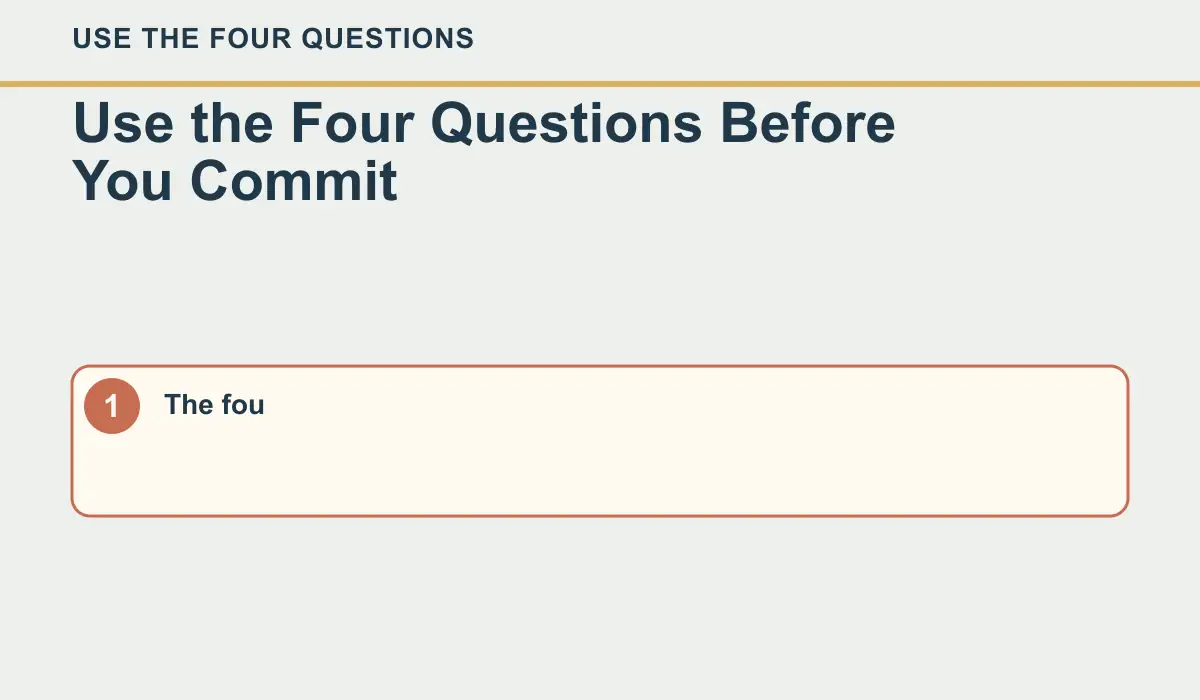 USE THE FOUR QUESTIONS
Use the Four Questions Before
You Commit
1 The fou